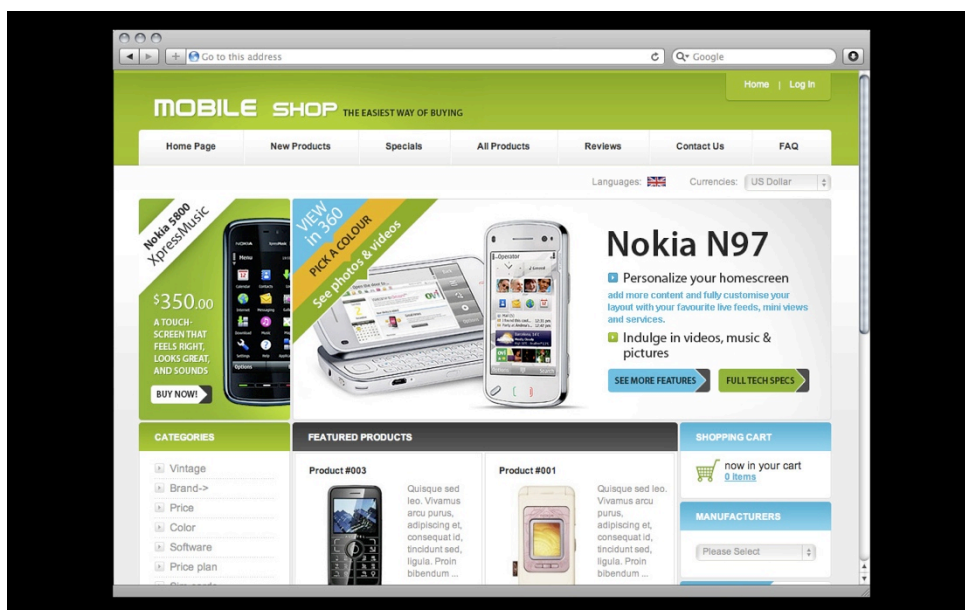 Go to this address
Google
Home | Log In
MOBILE SHOP THE EASIEST WAY OF BUYING
Home Page
New Products
Specials
All Products
Reviews
Contact Us
FAQ
Languages:
Currencies: US Dollar
Nokia 5800
XpressMusic
$350.00
A TOUCH-
SCREEN THAT
FEELS RIGHT,
LOOKS GREAT,
AND SOUNDS
BUY NOW!
VIEW
in 360
PICK A COLOUR
See photos & videos
Nokia N97
Personalize your homescreen
add more content and fully customise your
layout with your favourite live feeds, mini views
and services.
Indulge in videos, music &
pictures
SEE MORE FEATURES
FULL TECH SPECS
CATEGORIES
Vintage
Brand->
Price
Color
Software
Price plan
FEATURED PRODUCTS
Product #003
Quisque sed
leo. Vivamus
arcu purus,
adipiscing et,
consequat id,
tincidunt sed,
ligula. Proin
bibendum ...
Product #001
Quisque sed leo.
Vivamus arcu
purus,
adipiscing et,
consequat id,
tincidunt sed,
ligula. Proin
bibendum ...
SHOPPING CART
now in your cart
0 Items
MANUFACTURERS
Please Select